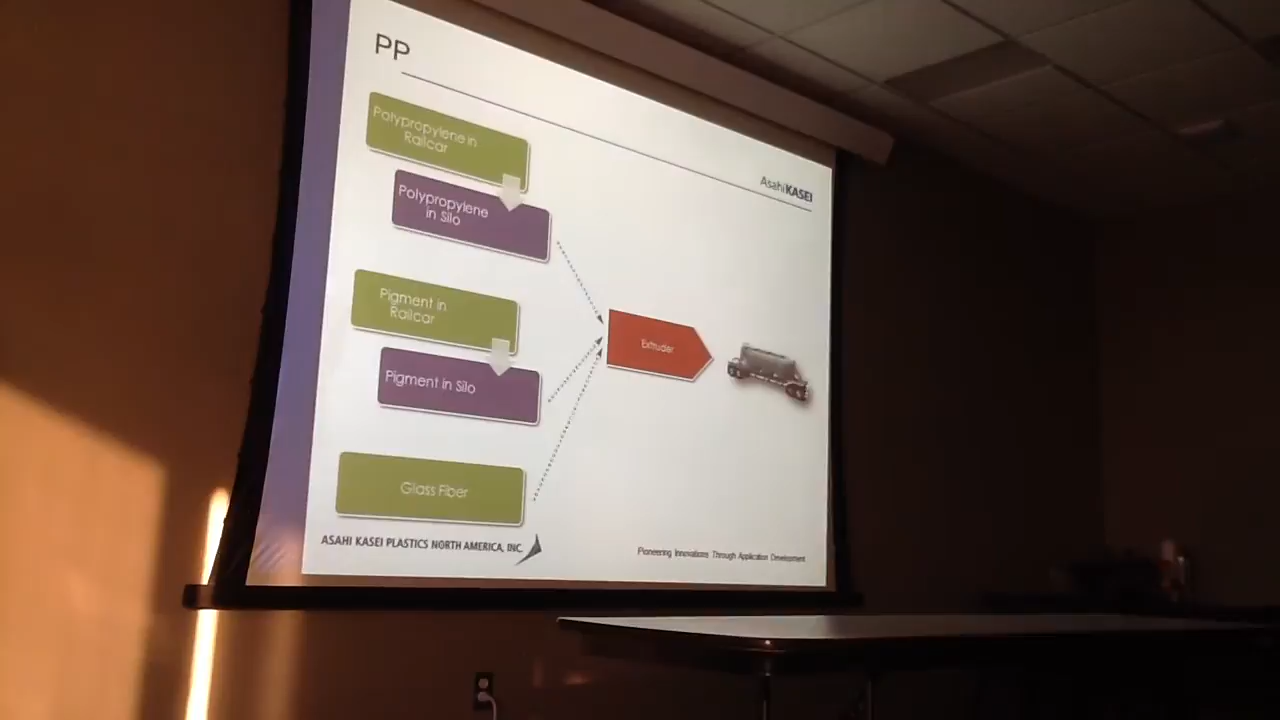 PP
AsahiKASEI
Polypropylene in
Railcar
Polypropylene
in Silo
Pigment in
Railcar
Pigment in Silo
Glass Fiber
Extruder
ASAHI KASEI PLASTICS NORTH AMERICA, INC.
Pioneering Innovations Through Application Development